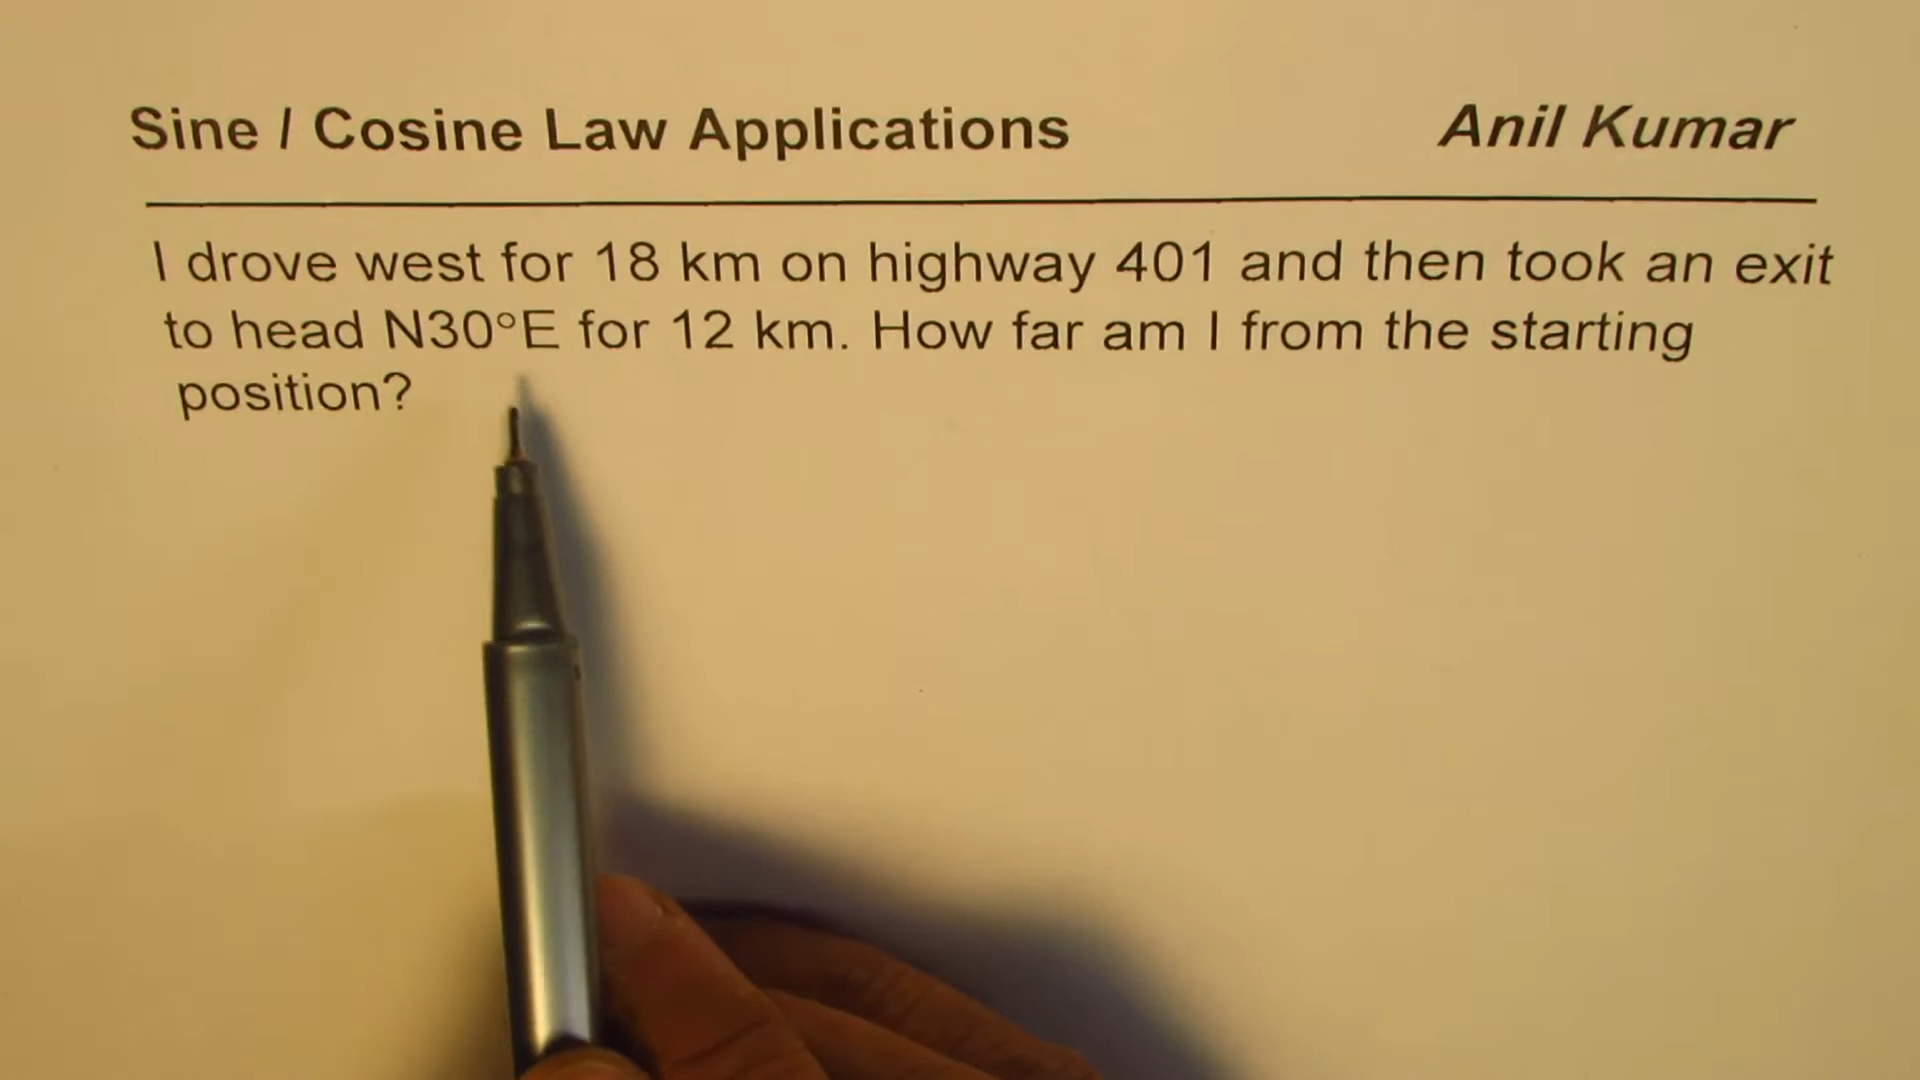 Sine / Cosine Law Applications Anil Kumar
I drove west for 18 km on highway 401 and then took an exit
to head N30°E for 12 km. How far am I from the starting
position?